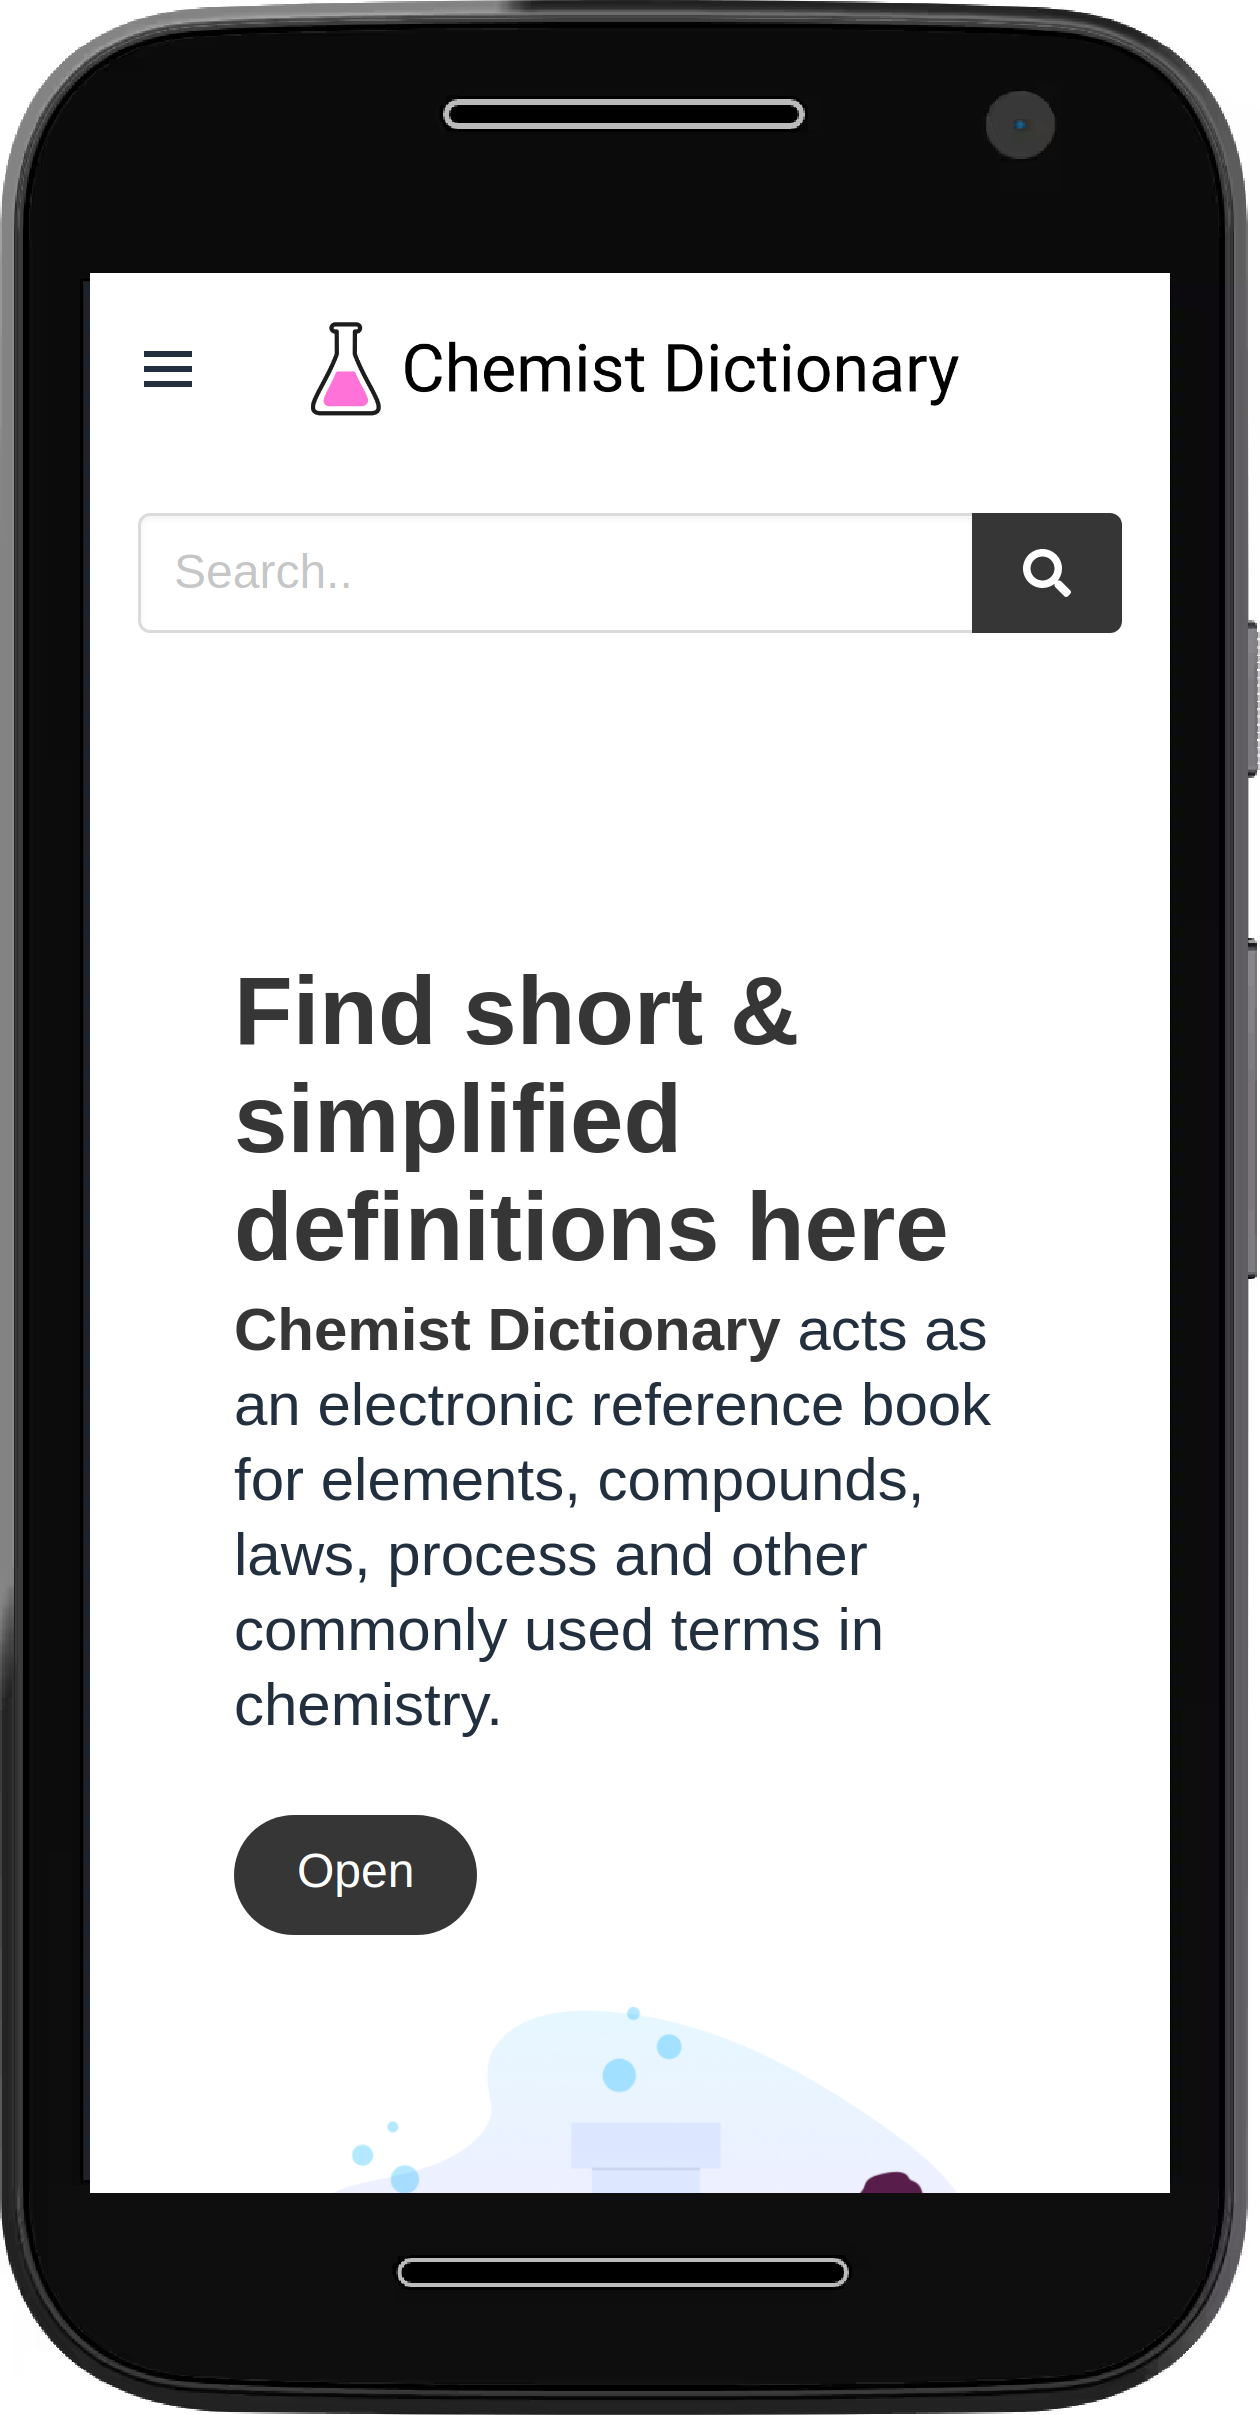 Chemist Dictionary
Search..
Find short &
simplified
definitions here
Chemist Dictionary acts as
an electronic reference book
for elements, compounds,
laws, process and other
commonly used terms in
chemistry.
Open